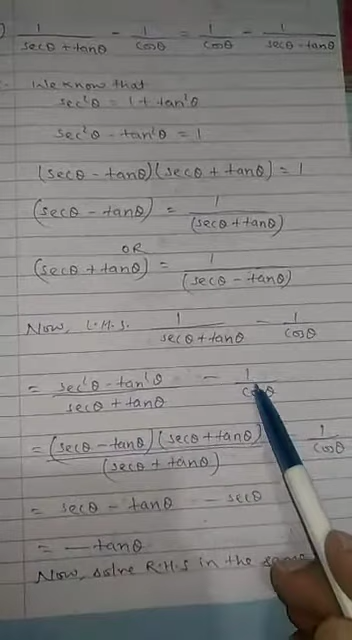 1/(secθ + tanθ) - 1/cosθ = 1/cosθ - 1/(secθ - tanθ)
We know that
sec²θ = 1 + tan²θ
sec²θ - tan²θ = 1
(secθ - tanθ)(secθ + tanθ) = 1
(secθ - tanθ) = 1/(secθ + tanθ)
OR
(secθ + tanθ) = 1/(secθ - tanθ)
Now, L.H.S. 1/(secθ + tanθ) - 1/cosθ
= (sec²θ - tan²θ)/(secθ + tanθ) - 1/cosθ
= (secθ - tanθ)(secθ + tanθ)/(secθ + tanθ) - 1/cosθ
= secθ - tanθ - secθ
= - tanθ
Now, solve R.H.S in the same